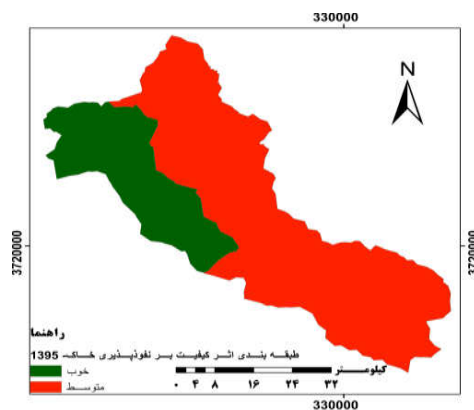 330000
N
3720000
3720000
راهنما
طبقه بندی اثر کیفیت بر نفوذپذیری خاک- 1395
خوب
متوسط
کیلومتر
۰ ۴ ۸ ۱۶ ۲۴ ۳۲
330000